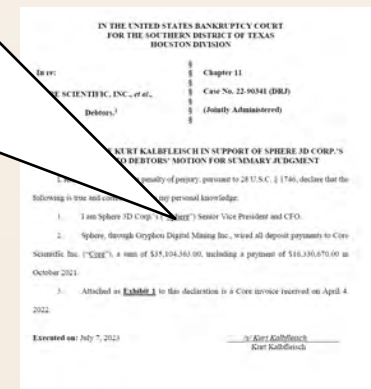 IN THE UNITED STATES BANKRUPTCY COURT
FOR THE SOUTHERN DISTRICT OF TEXAS
HOUSTON DIVISION
In re:
SCIENTIFIC, INC., et al.,
Debtors.¹
§
§
§
§
§
§
Chapter 11
Case No. 22-90341 (DRJ)
(Jointly Administered)
KURT KALBFLEISCH IN SUPPORT OF SPHERE 3D CORP.'S
TO DEBTORS' MOTION FOR SUMMARY JUDGMENT
penalty of perjury, pursuant to 28 U.S.C. § 1746, declare that the
following is true and my personal knowledge:
1. I am Sphere 3D Corp.'s Senior Vice President and CFO.
2. Sphere, through Gryphon Digital Mining Inc., wired all deposit payments to Core
Scientific Inc. ("Core"), a sum of $35,104,363.00, including a payment of $16,330,670.00 in
October 2021.
3. Attached as Exhibit 1 to this declaration is a Core invoice received on April 4
2022.
Executed on: July 7, 2023
/s/ Kurt Kalbfleisch
Kurt Kalbfleisch